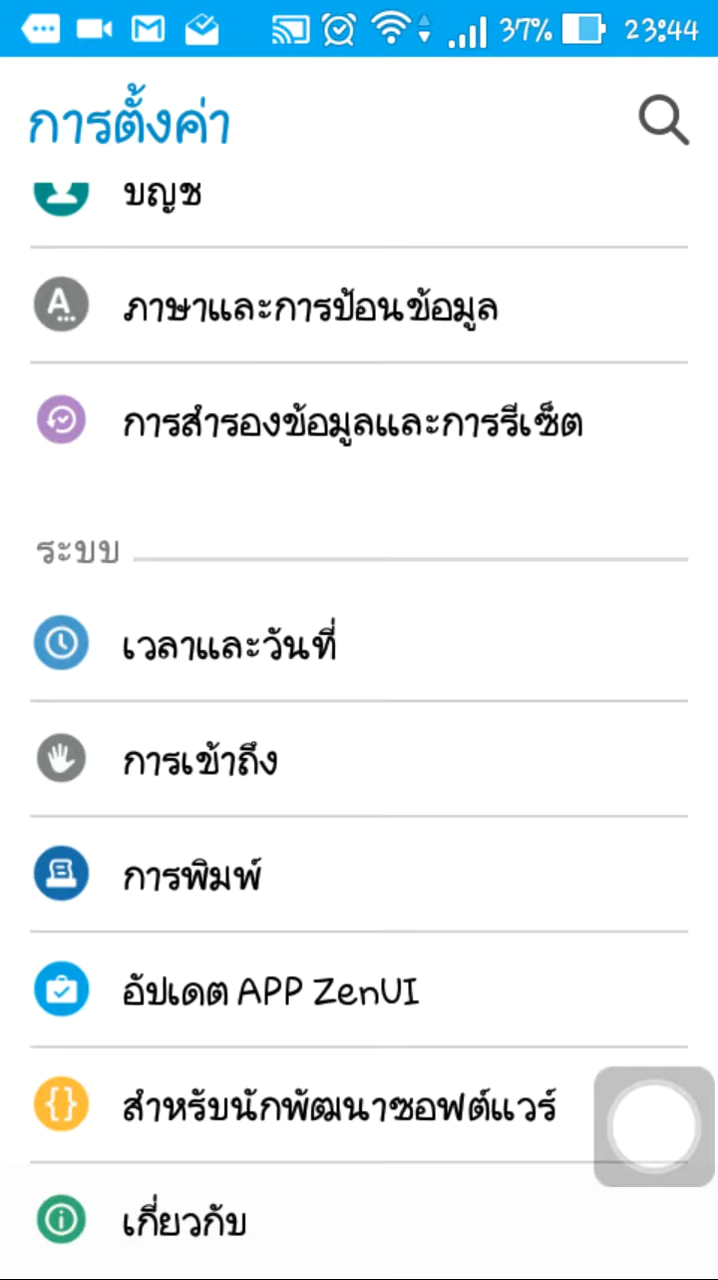 37% 23:44
การตั้งค่า
บญช
ภาษาและการป้อนข้อมูล
การสำรองข้อมูลและการรีเซ็ต
ระบบ
เวลาและวันที่
การเข้าถึง
การพิมพ์
อัปเดต APP ZenUI
สำหรับนักพัฒนาซอฟต์แวร์
เกี่ยวกับ